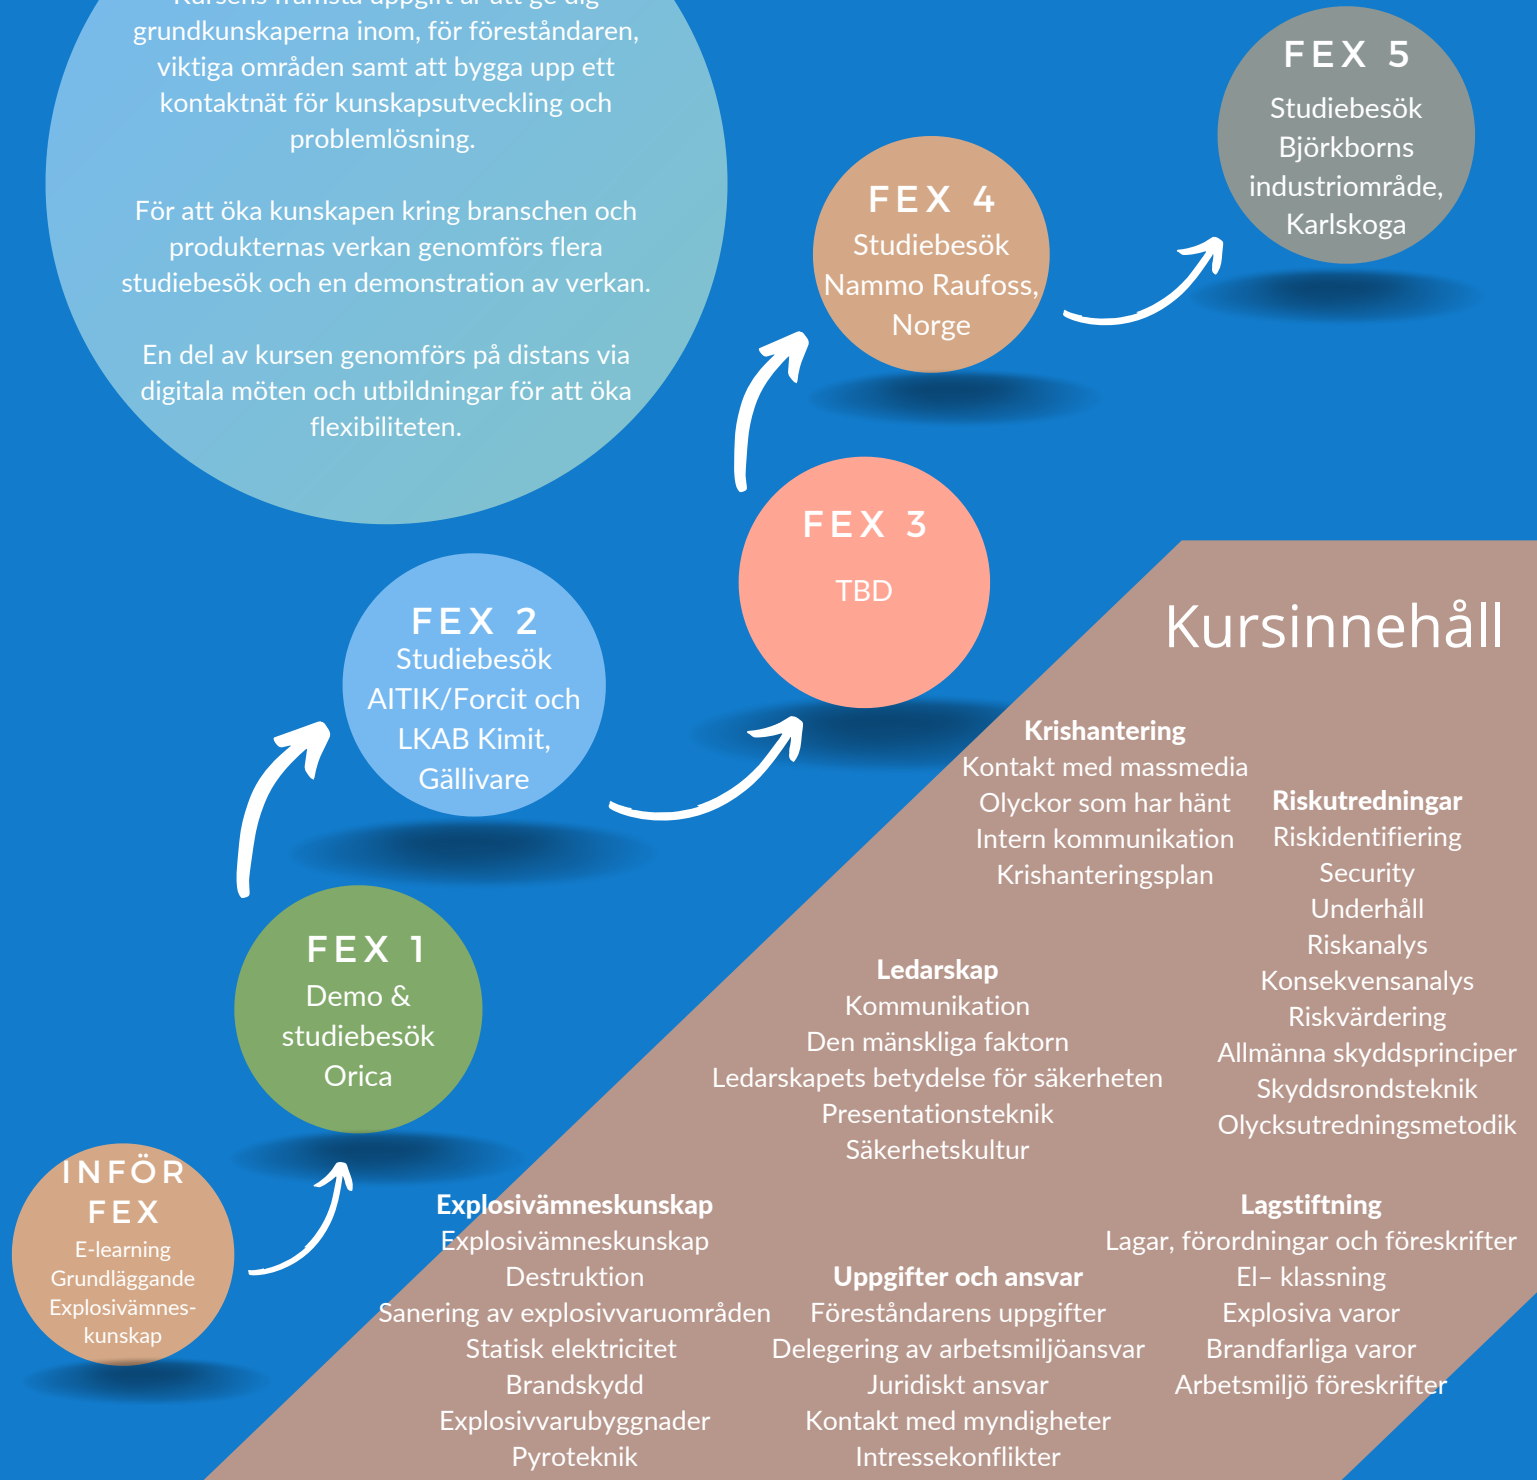 Kursens främsta uppgift är att ge dig
grundkunskaperna inom, för föreståndaren,
viktiga områden samt att bygga upp ett
kontaktnät för kunskapsutveckling och
problemlösning.
För att öka kunskapen kring branschen och
produkternas verkan genomförs flera
studiebesök och en demonstration av verkan.
En del av kursen genomförs på distans via
digitala möten och utbildningar för att öka
flexibiliteten.
FEX 5
Studiebesök
Björkborns
industriområde,
Karlskoga
FEX 4
Studiebesök
Nammo Raufoss,
Norge
FEX 3
TBD
FEX 2
Studiebesök
AITIK/Forcit och
LKAB Kimit,
Gällivare
FEX 1
Demo &
studiebesök
Orica
INFÖR
FEX
E-learning
Grundläggande
Explosivämnes-
kunskap
Kursinnehåll
Krishantering
Kontakt med massmedia
Olyckor som har hänt
Intern kommunikation
Krishanteringsplan
Riskutredningar
Riskidentifiering
Security
Underhåll
Riskanalys
Konsekvensanalys
Riskvärdering
Allmänna skyddsprinciper
Skyddsrondsteknik
Olycksutredningsmetodik
Ledarskap
Kommunikation
Den mänskliga faktorn
Ledarskapets betydelse för säkerheten
Presentationsteknik
Säkerhetskultur
Explosivämneskunskap
Explosivämneskunskap
Destruktion
Sanering av explosivvaruområden
Statisk elektricitet
Brandskydd
Explosivvarubyggnader
Pyroteknik
Uppgifter och ansvar
Föreståndarens uppgifter
Delegering av arbetsmiljöansvar
Juridiskt ansvar
Kontakt med myndigheter
Intressekonflikter
Lagstiftning
Lagar, förordningar och föreskrifter
El– klassning
Explosiva varor
Brandfarliga varor
Arbetsmiljö föreskrifter